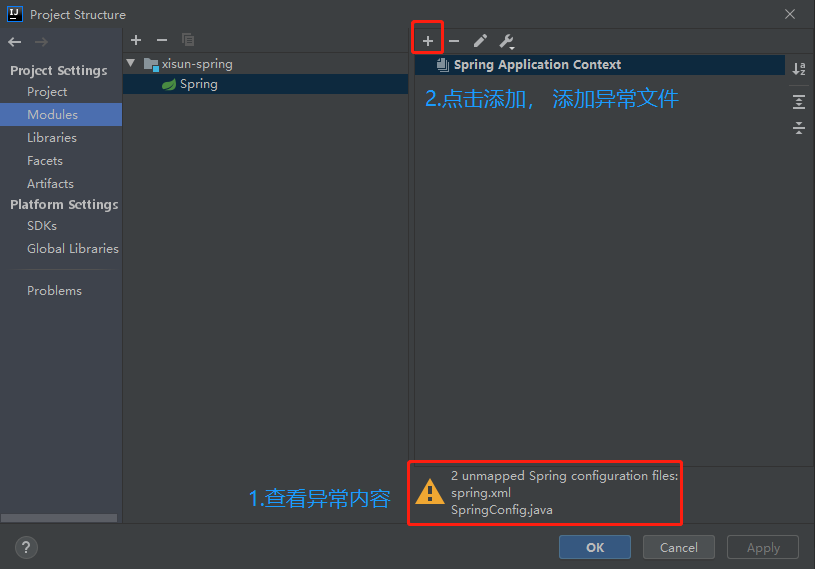 Project Structure
Project Settings
Project
Modules
Libraries
Facets
Artifacts
Platform Settings
SDKs
Global Libraries
Problems
xisun-spring
Spring
Spring Application Context
2.点击添加， 添加异常文件
1.查看异常内容
2 unmapped Spring configuration files:
spring.xml
SpringConfig.java
?
OK
Cancel
Apply